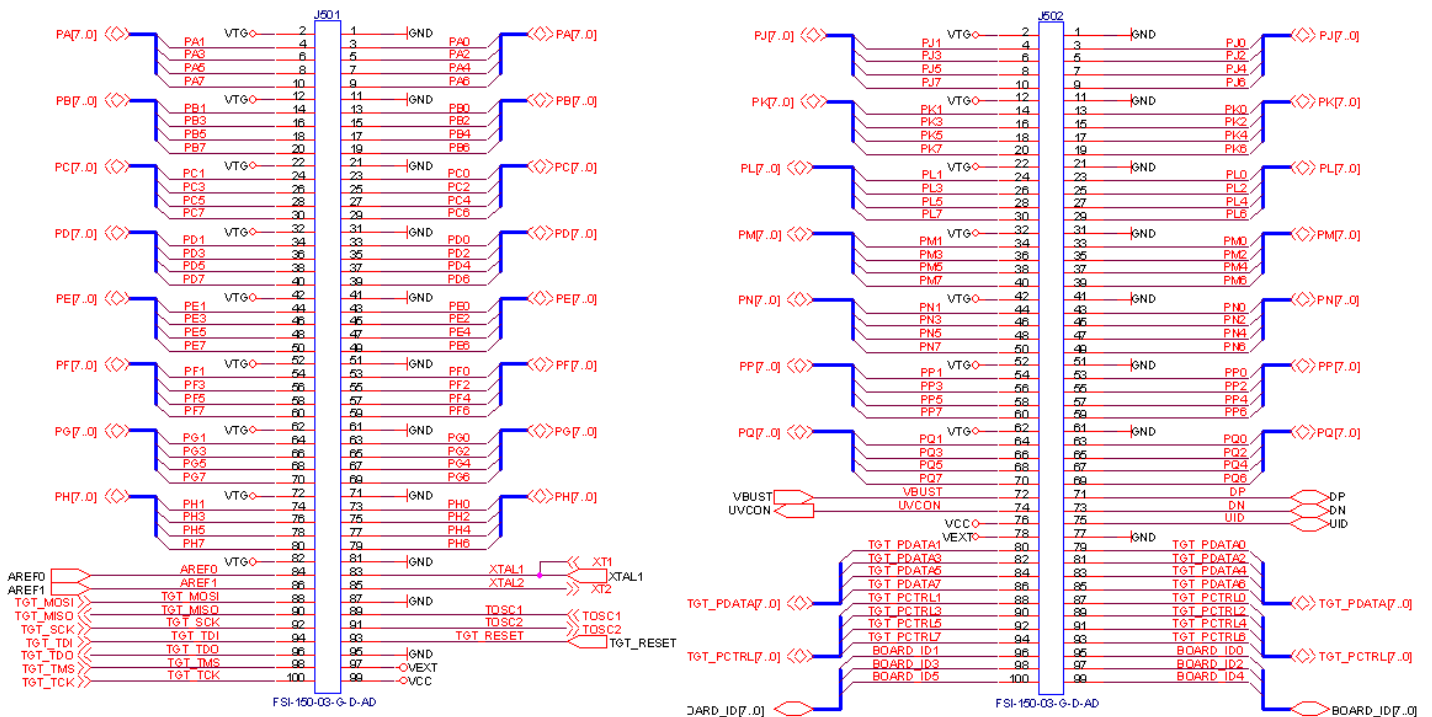 J501 J502
PA[7..0] VTG 2 1 GND PA[7..0] PJ[7..0] VTG 2 1 GND PJ[7..0]
PA1 4 3 PA0 PJ1 4 3 PJ0
PA3 6 5 PA2 PJ3 6 5 PJ2
PA5 8 7 PA4 PJ5 8 7 PJ4
PA7 10 9 PA6 PJ7 10 9 PJ6
PB[7..0] VTG 12 11 GND PB[7..0] PK[7..0] VTG 12 11 GND PK[7..0]
PB1 14 13 PB0 PK1 14 13 PK0
PB3 16 15 PB2 PK3 16 15 PK2
PB5 18 17 PB4 PK5 18 17 PK4
PB7 20 19 PB6 PK7 20 19 PK6
PC[7..0] VTG 22 21 GND PC[7..0] PL[7..0] VTG 22 21 GND PL[7..0]
PC1 24 23 PC0 PL1 24 23 PL0
PC3 26 25 PC2 PL3 26 25 PL2
PC5 28 27 PC4 PL5 28 27 PL4
PC7 30 29 PC6 PL7 30 29 PL6
PD[7..0] VTG 32 31 GND PD[7..0] PM[7..0] VTG 32 31 GND PM[7..0]
PD1 34 33 PD0 PM1 34 33 PM0
PD3 36 35 PD2 PM3 36 35 PM2
PD5 38 37 PD4 PM5 38 37 PM4
PD7 40 39 PD6 PM7 40 39 PM6
PE[7..0] VTG 42 41 GND PE[7..0] PN[7..0] VTG 42 41 GND PN[7..0]
PE1 44 43 PE0 PN1 44 43 PN0
PE3 46 45 PE2 PN3 46 45 PN2
PE5 48 47 PE4 PN5 48 47 PN4
PE7 50 49 PE6 PN7 50 49 PN6
PF[7..0] VTG 52 51 GND PF[7..0] PP[7..0] VTG 52 51 GND PP[7..0]
PF1 54 53 PF0 PP1 54 53 PP0
PF3 56 55 PF2 PP3 56 55 PP2
PF5 58 57 PF4 PP5 58 57 PP4
PF7 60 59 PF6 PP7 60 59 PP6
PG[7..0] VTG 62 61 GND PG[7..0] PQ[7..0] VTG 62 61 GND PQ[7..0]
PG1 64 63 PG0 PQ1 64 63 PQ0
PG3 66 65 PG2 PQ3 66 65 PQ2
PG5 68 67 PG4 PQ5 68 67 PQ4
PG7 70 69 PG6 PQ7 70 69 PQ6
PH[7..0] VTG 72 71 GND PH[7..0] VBUST VBUST 72 71 DP DP
PH1 74 73 PH0 UVCON UVCON 74 73 DN DN
PH3 76 75 PH2 VCC 76 75 UID UID
PH5 78 77 PH4 VEXT 78 77 GND
PH7 80 79 PH6 TGT_PDATA1 80 79 TGT_PDATA0
VTG 82 81 GND XT1 TGT_PDATA3 82 81 TGT_PDATA2
AREF0 AREF0 84 83 XTAL1 XTAL1 TGT_PDATA5 84 83 TGT_PDATA4
AREF1 AREF1 86 85 XTAL2 XT2 TGT_PDATA7 86 85 TGT_PDATA6
TGT_MOSI TGT_MOSI 88 87 GND TGT_PDATA[7..0] TGT_PCTRL1 88 87 TGT_PCTRL0 TGT_PDATA[7..0]
TGT_MISO TGT_MISO 90 89 TOSC1 TOSC1 TGT_PCTRL3 90 89 TGT_PCTRL2
TGT_SCK TGT_SCK 92 91 TOSC2 TOSC2 TGT_PCTRL5 92 91 TGT_PCTRL4
TGT_TDI TGT_TDI 94 93 TGT_RESET TGT_RESET TGT_PCTRL7 94 93 TGT_PCTRL6
TGT_TDO TGT_TDO 96 95 GND TGT_PCTRL[7..0] BOARD_ID1 96 95 BOARD_ID0 TGT_PCTRL[7..0]
TGT_TMS TGT_TMS 98 97 VEXT BOARD_ID3 98 97 BOARD_ID2
TGT_TCK TGT_TCK 100 99 VCC BOARD_ID5 100 99 BOARD_ID4
FSI-150-03-G-D-AD FSI-150-03-G-D-AD
ARD_ID[7..0] BOARD_ID[7..0]